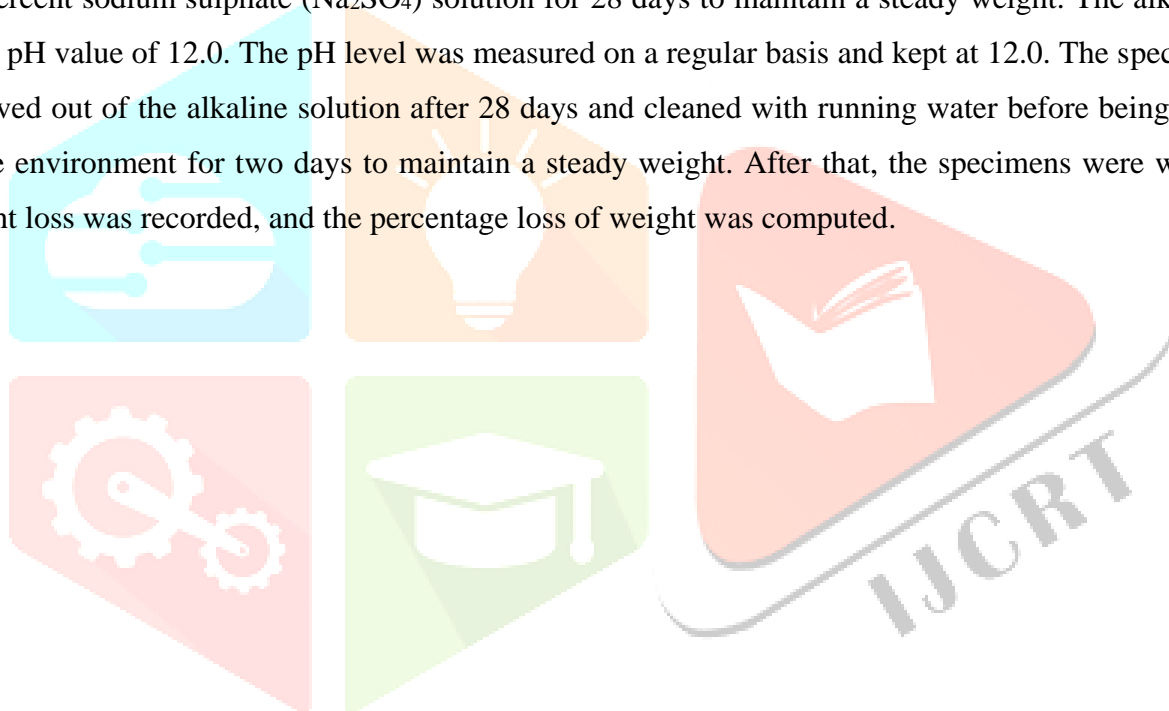 ercent sodium sulphate (Na₂SO₄) solution for 28 days to maintain a steady weight. The alk
pH value of 12.0. The pH level was measured on a regular basis and kept at 12.0. The spec
ved out of the alkaline solution after 28 days and cleaned with running water before being
e environment for two days to maintain a steady weight. After that, the specimens were w
nt loss was recorded, and the percentage loss of weight was computed.
IJCRT